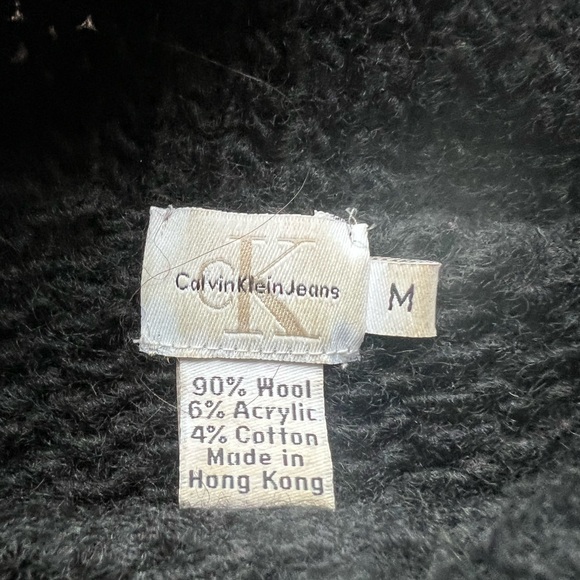 cK
CalvinKleinJeans
M
90% Wool
6% Acrylic
4% Cotton
Made in
Hong Kong